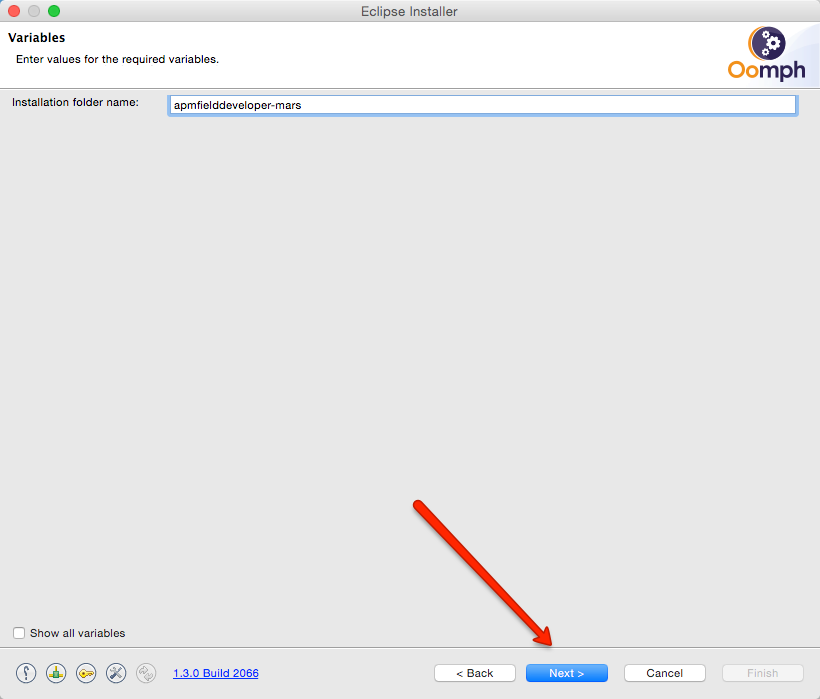 Eclipse Installer
Variables
Enter values for the required variables.
Oomph
Installation folder name:
apmfielddeveloper-mars
Show all variables
1.3.0 Build 2066
< Back
Next >
Cancel
Finish